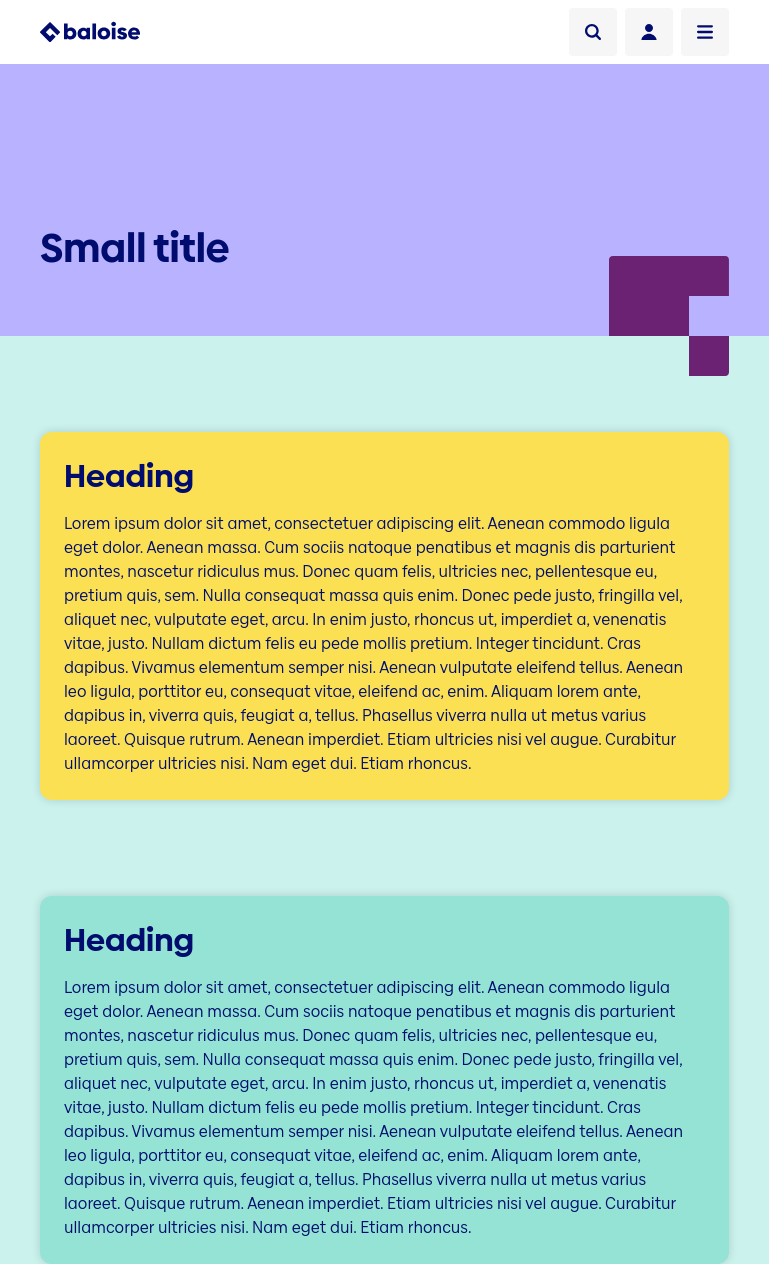 baloise
Small title
Heading
Lorem ipsum dolor sit amet, consectetuer adipiscing elit. Aenean commodo ligula
eget dolor. Aenean massa. Cum sociis natoque penatibus et magnis dis parturient
montes, nascetur ridiculus mus. Donec quam felis, ultricies nec, pellentesque eu,
pretium quis, sem. Nulla consequat massa quis enim. Donec pede justo, fringilla vel,
aliquet nec, vulputate eget, arcu. In enim justo, rhoncus ut, imperdiet a, venenatis
vitae, justo. Nullam dictum felis eu pede mollis pretium. Integer tincidunt. Cras
dapibus. Vivamus elementum semper nisi. Aenean vulputate eleifend tellus. Aenean
leo ligula, porttitor eu, consequat vitae, eleifend ac, enim. Aliquam lorem ante,
dapibus in, viverra quis, feugiat a, tellus. Phasellus viverra nulla ut metus varius
laoreet. Quisque rutrum. Aenean imperdiet. Etiam ultricies nisi vel augue. Curabitur
ullamcorper ultricies nisi. Nam eget dui. Etiam rhoncus.
Heading
Lorem ipsum dolor sit amet, consectetuer adipiscing elit. Aenean commodo ligula
eget dolor. Aenean massa. Cum sociis natoque penatibus et magnis dis parturient
montes, nascetur ridiculus mus. Donec quam felis, ultricies nec, pellentesque eu,
pretium quis, sem. Nulla consequat massa quis enim. Donec pede justo, fringilla vel,
aliquet nec, vulputate eget, arcu. In enim justo, rhoncus ut, imperdiet a, venenatis
vitae, justo. Nullam dictum felis eu pede mollis pretium. Integer tincidunt. Cras
dapibus. Vivamus elementum semper nisi. Aenean vulputate eleifend tellus. Aenean
leo ligula, porttitor eu, consequat vitae, eleifend ac, enim. Aliquam lorem ante,
dapibus in, viverra quis, feugiat a, tellus. Phasellus viverra nulla ut metus varius
laoreet. Quisque rutrum. Aenean imperdiet. Etiam ultricies nisi vel augue. Curabitur
ullamcorper ultricies nisi. Nam eget dui. Etiam rhoncus.